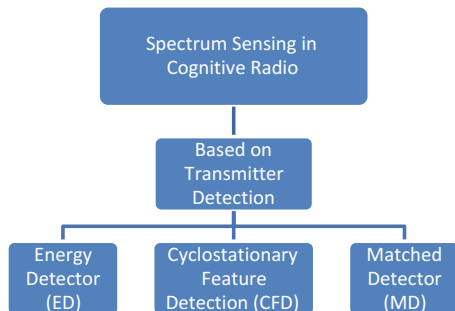 Spectrum Sensing in
Cognitive Radio
Based on
Transmitter
Detection
Energy
Detector
(ED)
Cyclostationary
Feature
Detection (CFD)
Matched
Detector
(MD)